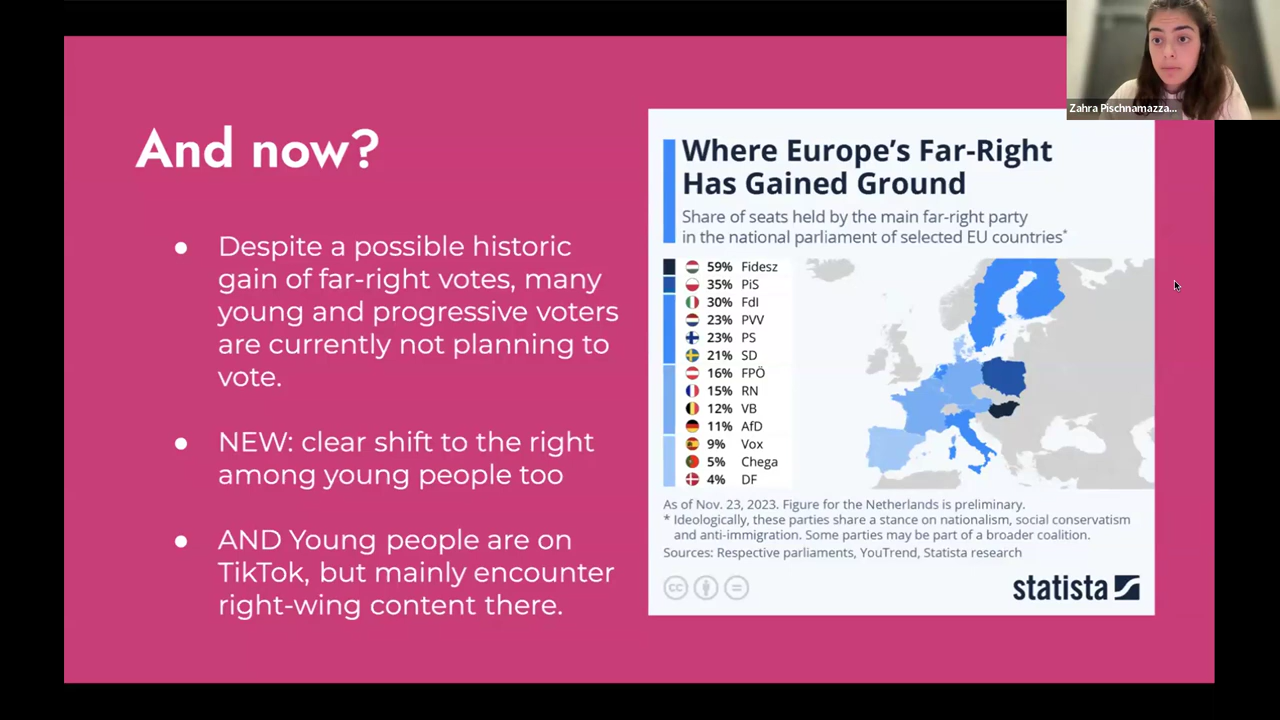 Zahra Pischnamazza...
And now?
● Despite a possible historic
gain of far-right votes, many
young and progressive voters
are currently not planning to
vote.
● NEW: clear shift to the right
among young people too
● AND Young people are on
TikTok, but mainly encounter
right-wing content there.
Where Europe’s Far-Right
Has Gained Ground
Share of seats held by the main far-right party
in the national parliament of selected EU countries*
59% Fidesz
35% PiS
30% FdI
23% PVV
23% PS
21% SD
16% FPÖ
15% RN
12% VB
11% AfD
9% Vox
5% Chega
4% DF
As of Nov. 23, 2023. Figure for the Netherlands is preliminary.
* Ideologically, these parties share a stance on nationalism, social conservatism
and anti-immigration. Some parties may be part of a broader coalition.
Sources: Respective parliaments, YouTrend, Statista research
cc
statista